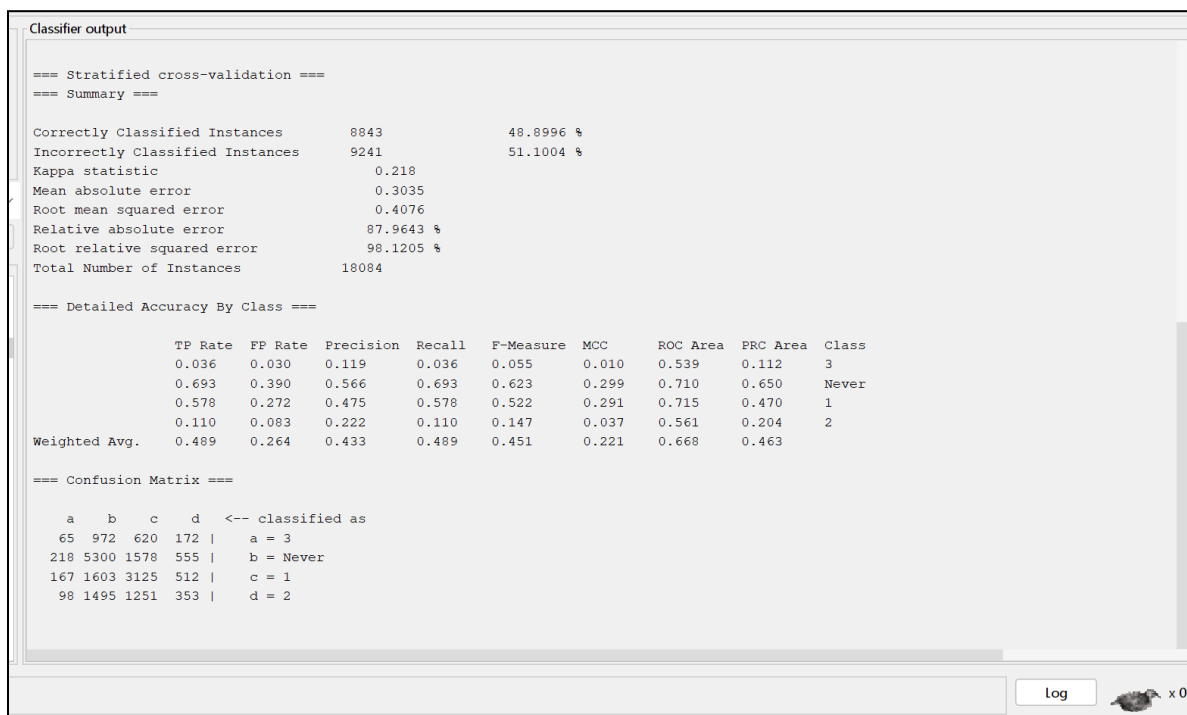 Classifier output
=== Stratified cross-validation ===
=== Summary ===
Correctly Classified Instances 8843 48.8996 %
Incorrectly Classified Instances 9241 51.1004 %
Kappa statistic 0.218
Mean absolute error 0.3035
Root mean squared error 0.4076
Relative absolute error 87.9643 %
Root relative squared error 98.1205 %
Total Number of Instances 18084
=== Detailed Accuracy By Class ===
TP Rate FP Rate Precision Recall F-Measure MCC ROC Area PRC Area Class
0.036 0.030 0.119 0.036 0.055 0.010 0.539 0.112 3
0.693 0.390 0.566 0.693 0.623 0.299 0.710 0.650 Never
0.578 0.272 0.475 0.578 0.522 0.291 0.715 0.470 1
0.110 0.083 0.222 0.110 0.147 0.037 0.561 0.204 2
Weighted Avg. 0.489 0.264 0.433 0.489 0.451 0.221 0.668 0.463
=== Confusion Matrix ===
a b c d <-- classified as
65 972 620 172 | a = 3
218 5300 1578 555 | b = Never
167 1603 3125 512 | c = 1
98 1495 1251 353 | d = 2
Log
x 0